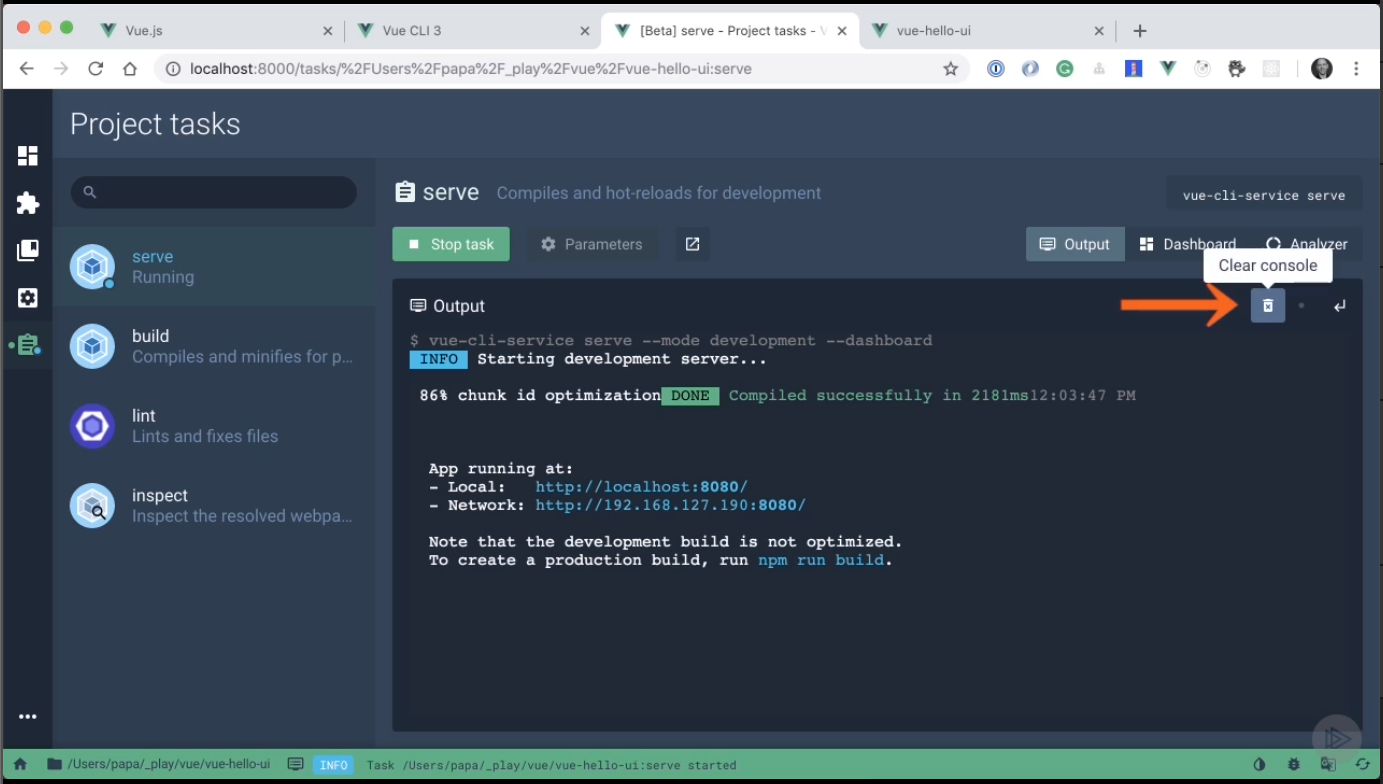 Vue.js
Vue CLI 3
[Beta] serve - Project tasks - V
vue-hello-ui
localhost:8000/tasks/%2FUsers%2Fpapa%2F_play%2Fvue%2Fvue-hello-ui:serve
Project tasks
serve
Running
build
Compiles and minifies for p...
lint
Lints and fixes files
inspect
Inspect the resolved webpa...
serve Compiles and hot-reloads for development
vue-cli-service serve
Stop task
Parameters
Output
Dashboard
Analyzer
Clear console
Output
$ vue-cli-service serve --mode development --dashboard
INFO Starting development server...
86% chunk id optimization DONE Compiled successfully in 2181ms12:03:47 PM
App running at:
- Local: http://localhost:8080/
- Network: http://192.168.127.190:8080/
Note that the development build is not optimized.
To create a production build, run npm run build.
/Users/papa/_play/vue/vue-hello-ui INFO Task /Users/papa/_play/vue/vue-hello-ui:serve started